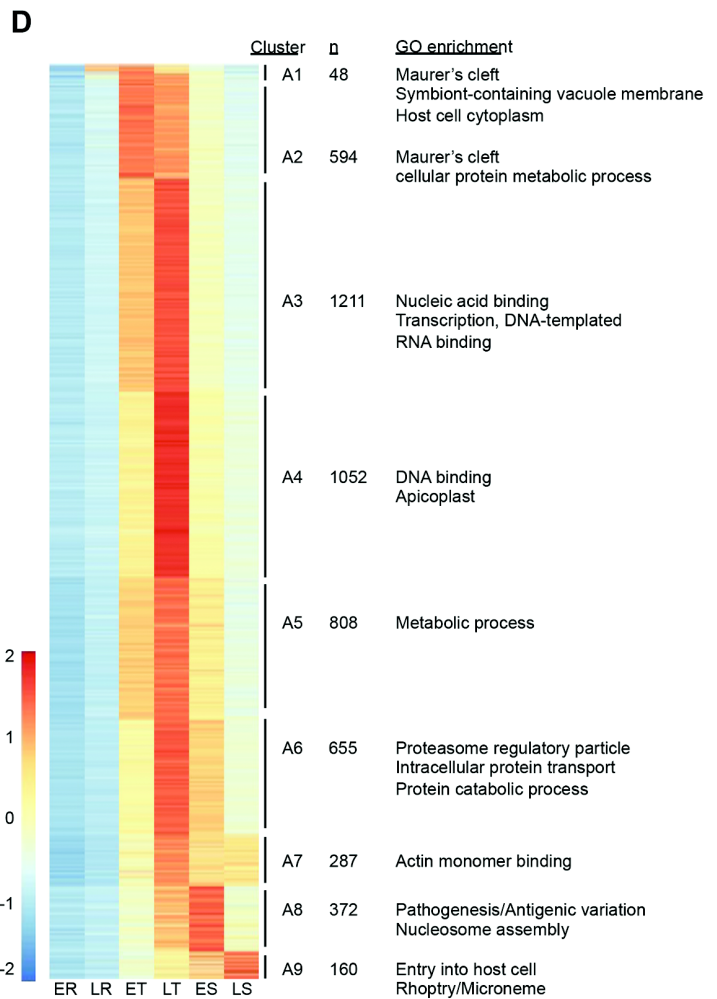 D
Cluster n GO enrichment
A1 48 Maurer's cleft
Symbiont-containing vacuole membrane
Host cell cytoplasm
A2 594 Maurer's cleft
cellular protein metabolic process
A3 1211 Nucleic acid binding
Transcription, DNA-templated
RNA binding
A4 1052 DNA binding
Apicoplast
A5 808 Metabolic process
2
1
0
-1
-2
A6 655 Proteasome regulatory particle
Intracellular protein transport
Protein catabolic process
A7 287 Actin monomer binding
A8 372 Pathogenesis/Antigenic variation
Nucleosome assembly
A9 160 Entry into host cell
Rhoptry/Microneme
ER LR ET LT ES LS